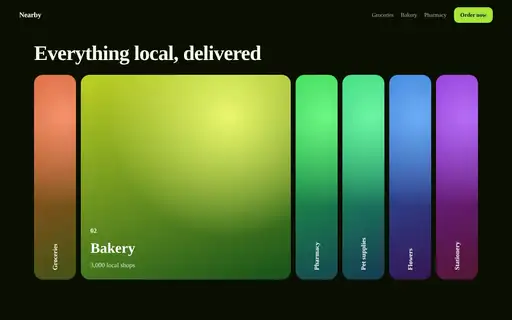 Nearby
Groceries
Bakery
Pharmacy
Order now
Everything local, delivered
Groceries
02
Bakery
3,000 local shops
Pharmacy
Pet supplies
Flowers
Stationery